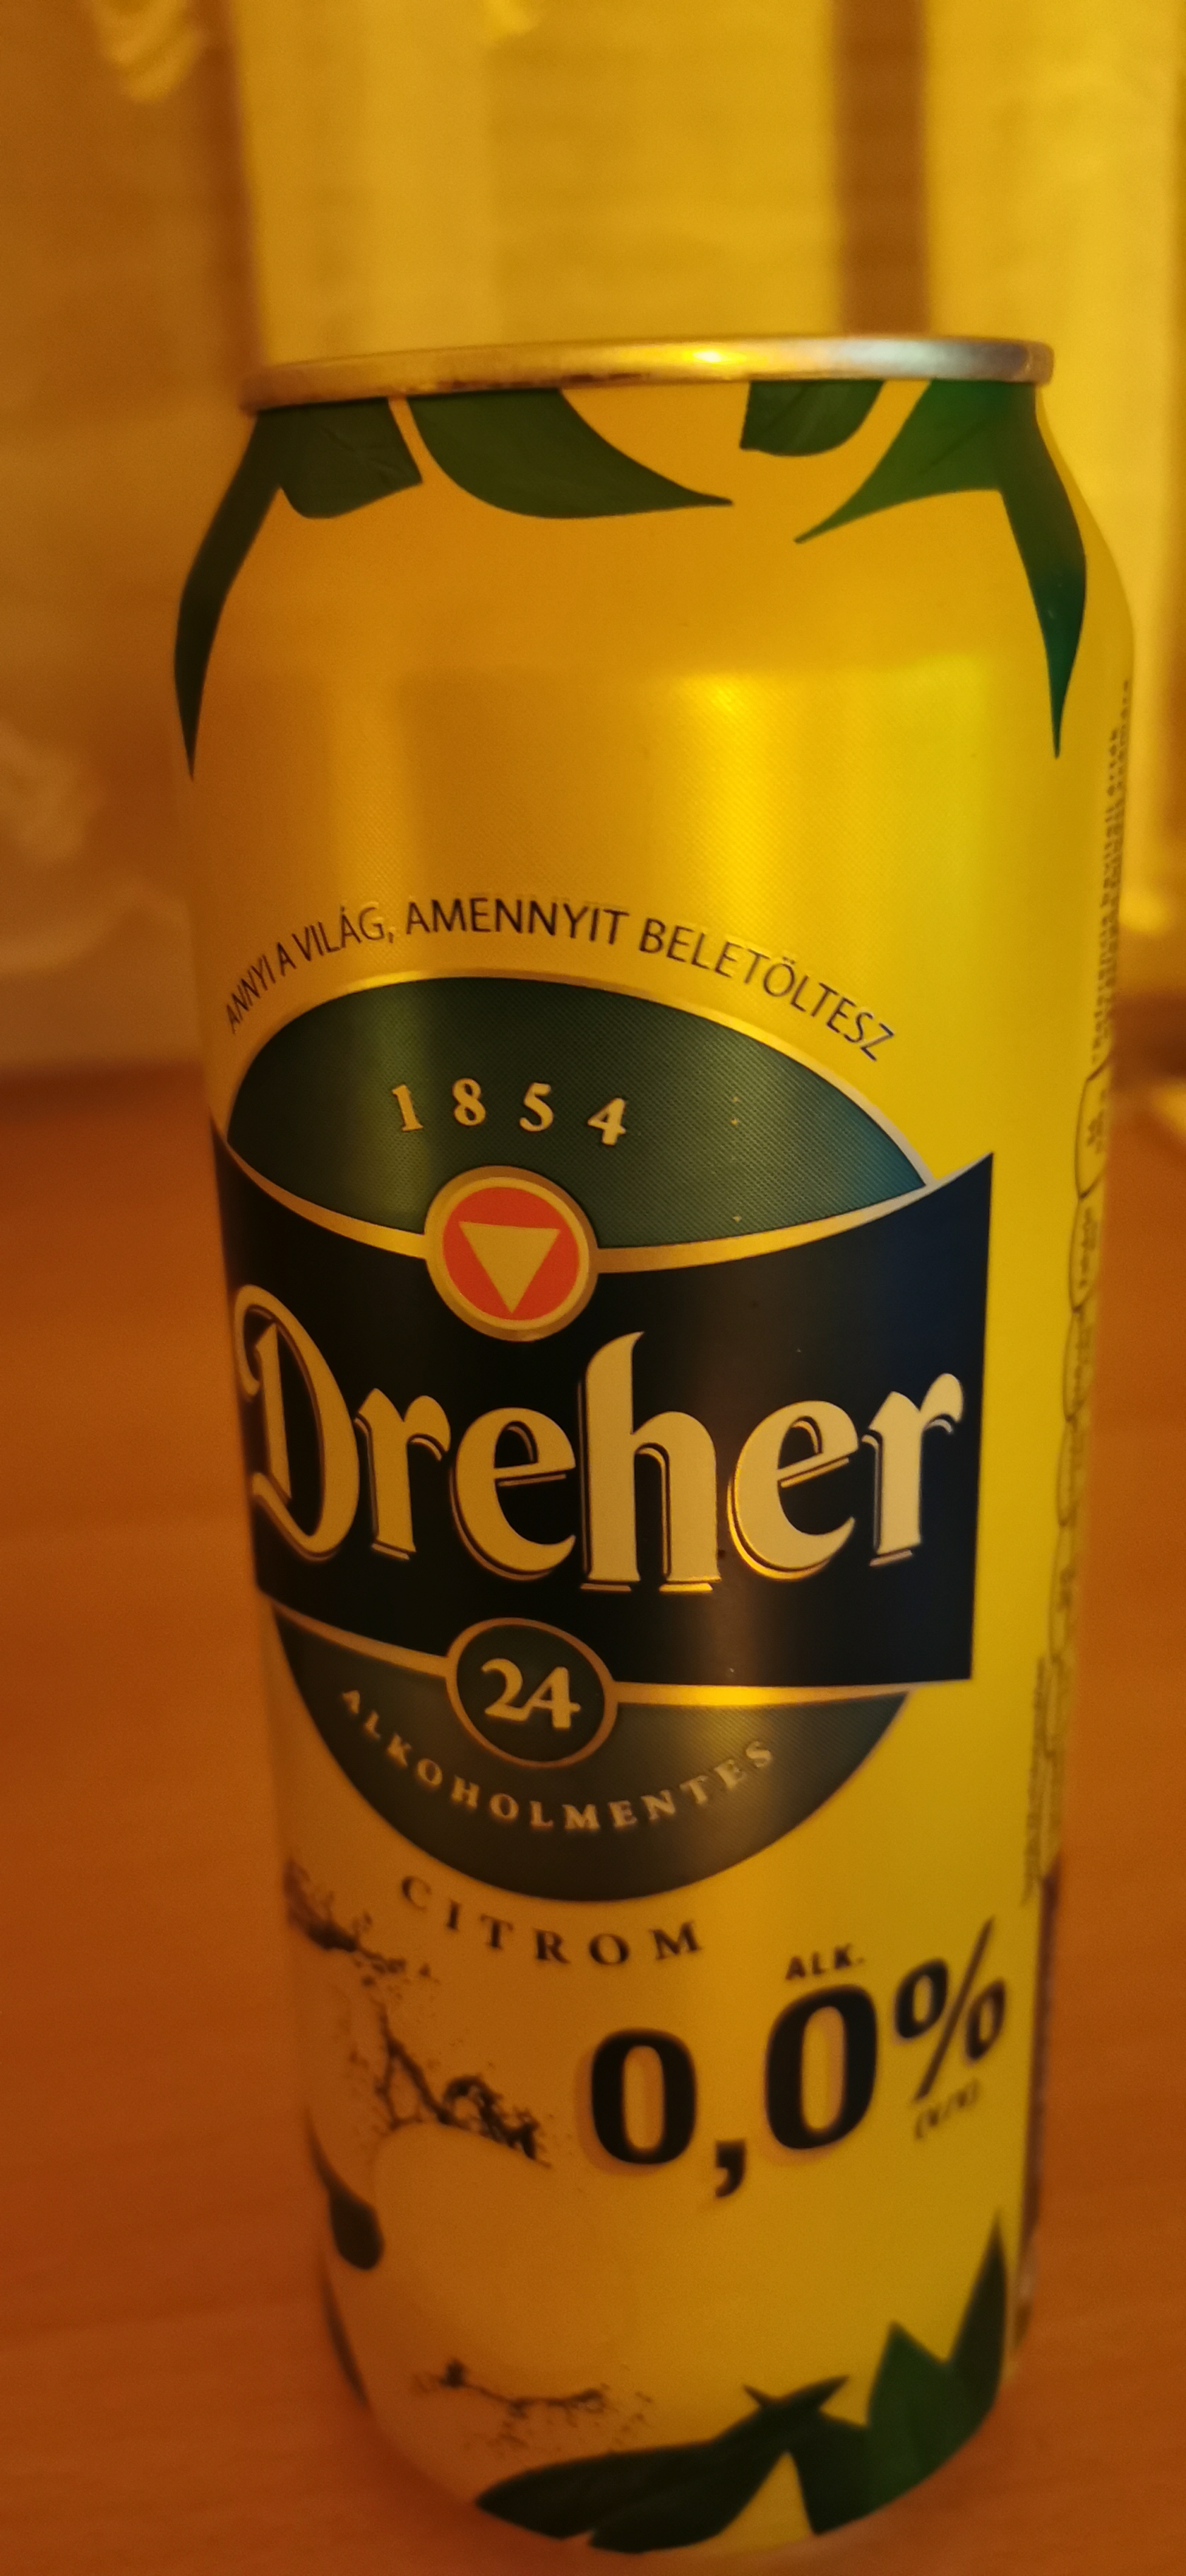 ANNYI A VILÁG, AMENNYIT BELETÖLTESZ
1854
Dreher
24
ALKOHOLMENTES
CITROM
ALK.
0,0%
(V/V)